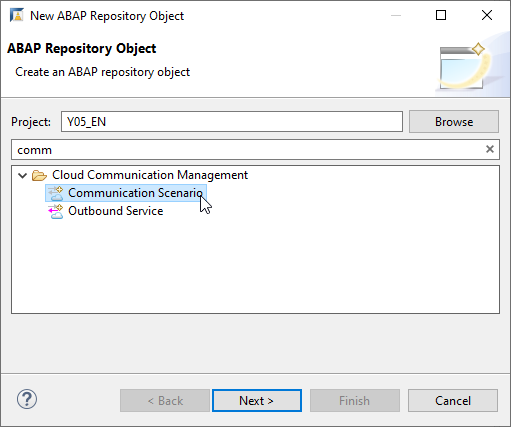 New ABAP Repository Object
ABAP Repository Object
Create an ABAP repository object
Project: Y05_EN Browse
comm
Cloud Communication Management
Communication Scenario
Outbound Service
< Back Next > Finish Cancel